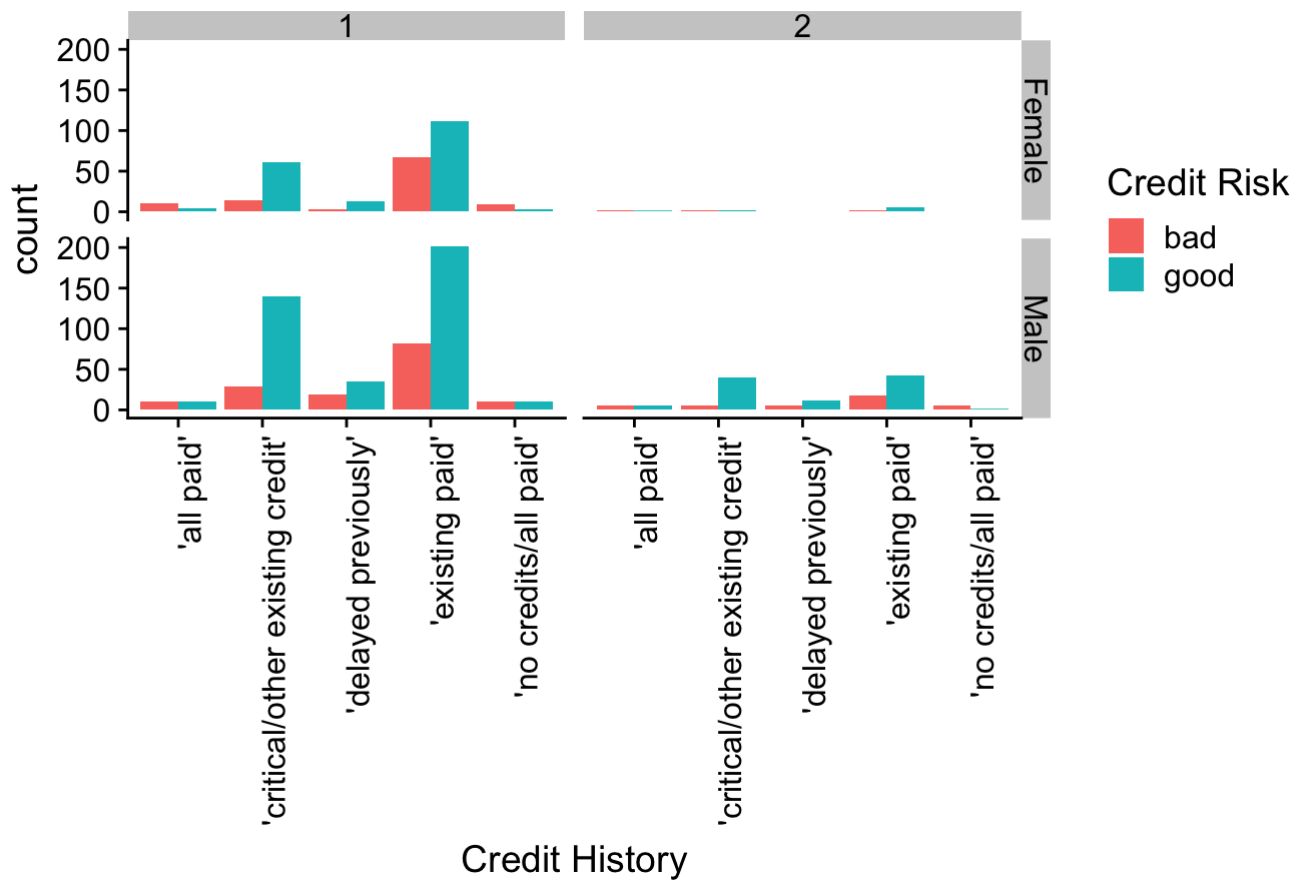 1
2
200
150
100
50
0
Female
200
150
100
50
0
Male
count
'all paid'
'critical/other existing credit'
'delayed previously'
'existing paid'
'no credits/all paid'
'all paid'
'critical/other existing credit'
'delayed previously'
'existing paid'
'no credits/all paid'
Credit History
Credit Risk
bad
good